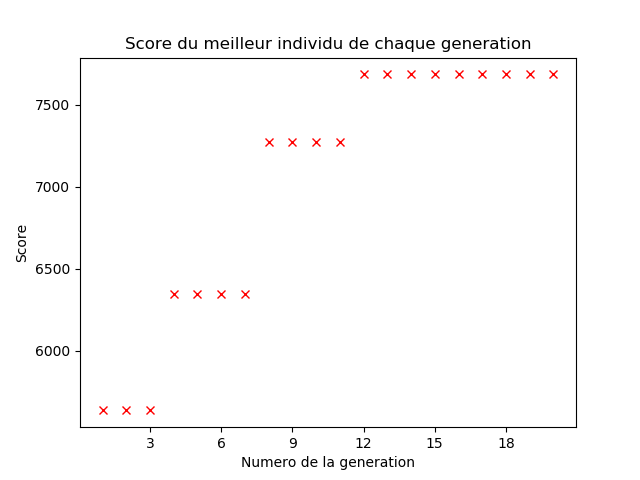 Score du meilleur individu de chaque generation
7500
7000
6500
6000
Score
3 6 9 12 15 18
Numero de la generation